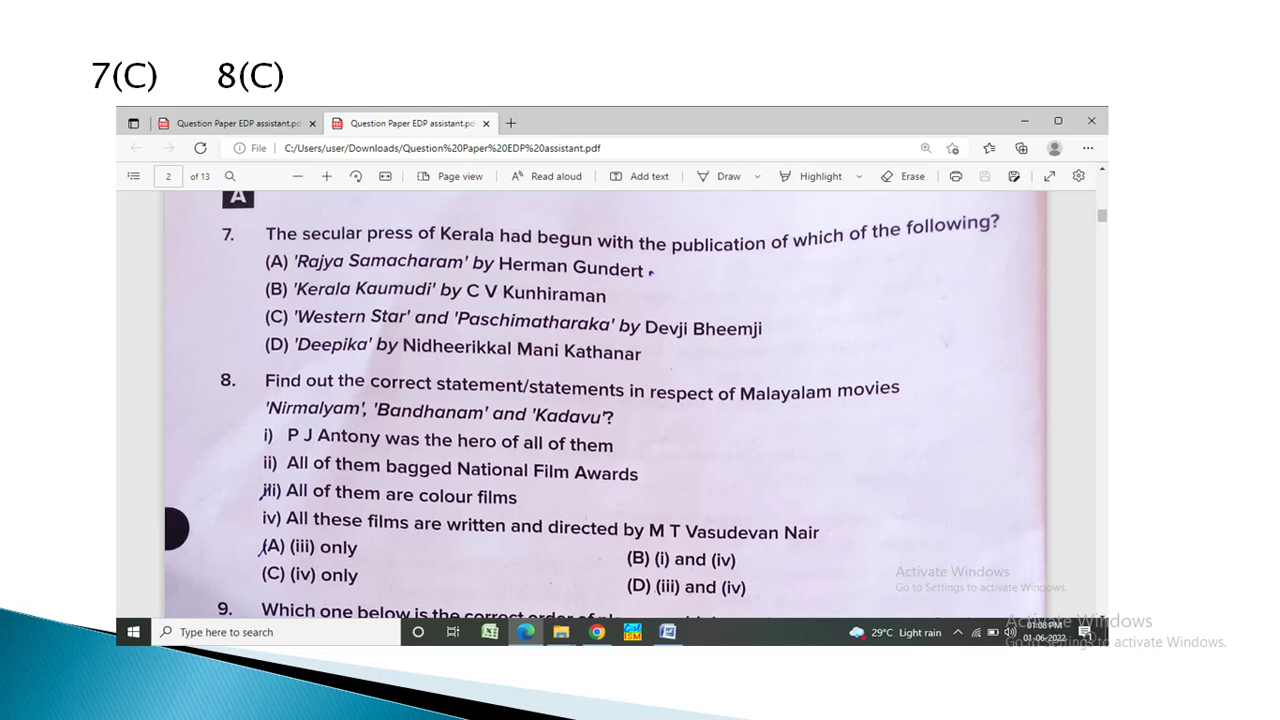 7(C) 8(C)
Question Paper EDP assistant.pd
Question Paper EDP assistant.pd
File C:/Users/user/Downloads/Question%20Paper%20EDP%20assistant.pdf
2 of 13 Page view Read aloud Add text Draw Highlight Erase
A
7. The secular press of Kerala had begun with the publication of which of the following?
(A) 'Rajya Samacharam' by Herman Gundert
(B) 'Kerala Kaumudi' by C V Kunhiraman
(C) 'Western Star' and 'Paschimatharaka' by Devji Bheemji
(D) 'Deepika' by Nidheerikkal Mani Kathanar
8. Find out the correct statement/statements in respect of Malayalam movies
'Nirmalyam', 'Bandhanam' and 'Kadavu'?
i) P J Antony was the hero of all of them
ii) All of them bagged National Film Awards
iii) All of them are colour films
iv) All these films are written and directed by M T Vasudevan Nair
(A) (iii) only (B) (i) and (iv)
(C) (iv) only (D) (iii) and (iv)
9. Which one below is the correct order of
Activate Windows
Go to Settings to activate Windows.
Type here to search 29°C Light rain 01:08 PM
01-06-2022
Activate Windows
Go to Settings to activate Windows.